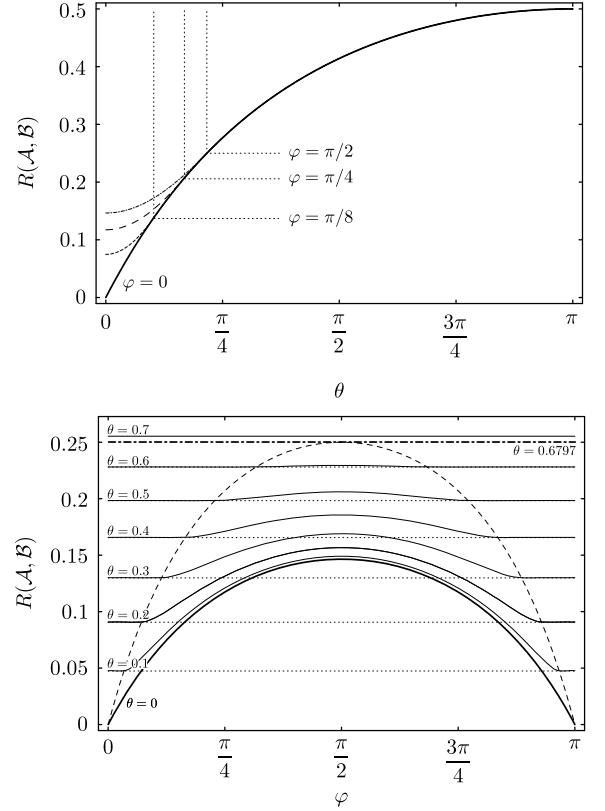 0.5
0.4
0.3
0.2
0.1
0
R(𝒜, ℬ)
φ = π/2
φ = π/4
φ = π/8
φ = 0
0
π/4
π/2
3π/4
π
θ
θ = 0.7
0.25
θ = 0.6797
θ = 0.6
0.2
θ = 0.5
θ = 0.4
0.15
θ = 0.3
R(𝒜, ℬ)
0.1
θ = 0.2
0.05
θ = 0.1
θ = 0
0
0
π/4
π/2
3π/4
π
φ